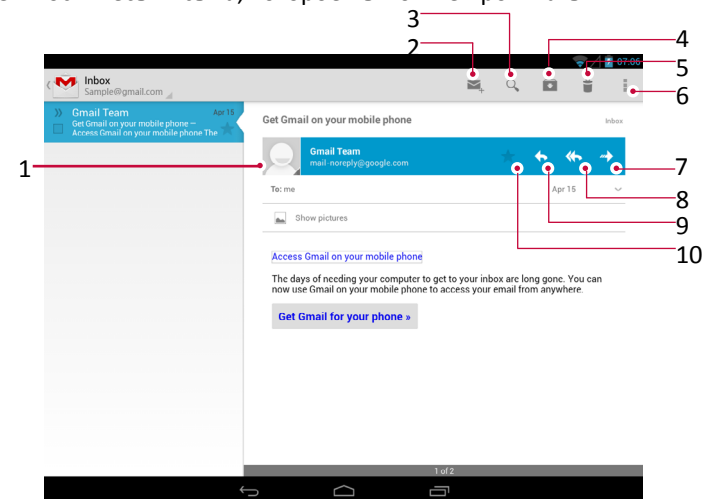 3
2
4
5
6
07:06
Inbox
Sample@gmail.com
Gmail Team
Apr 15
Get Gmail on your mobile phone —
Access Gmail on your mobile phone The
Get Gmail on your mobile phone
Inbox
1
Gmail Team
mail-noreply@google.com
7
To: me
Apr 15
8
Show pictures
9
10
Access Gmail on your mobile phone
The days of needing your computer to get to your inbox are long gone. You can
now use Gmail on your mobile phone to access your email from anywhere.
Get Gmail for your phone »
1 of 2